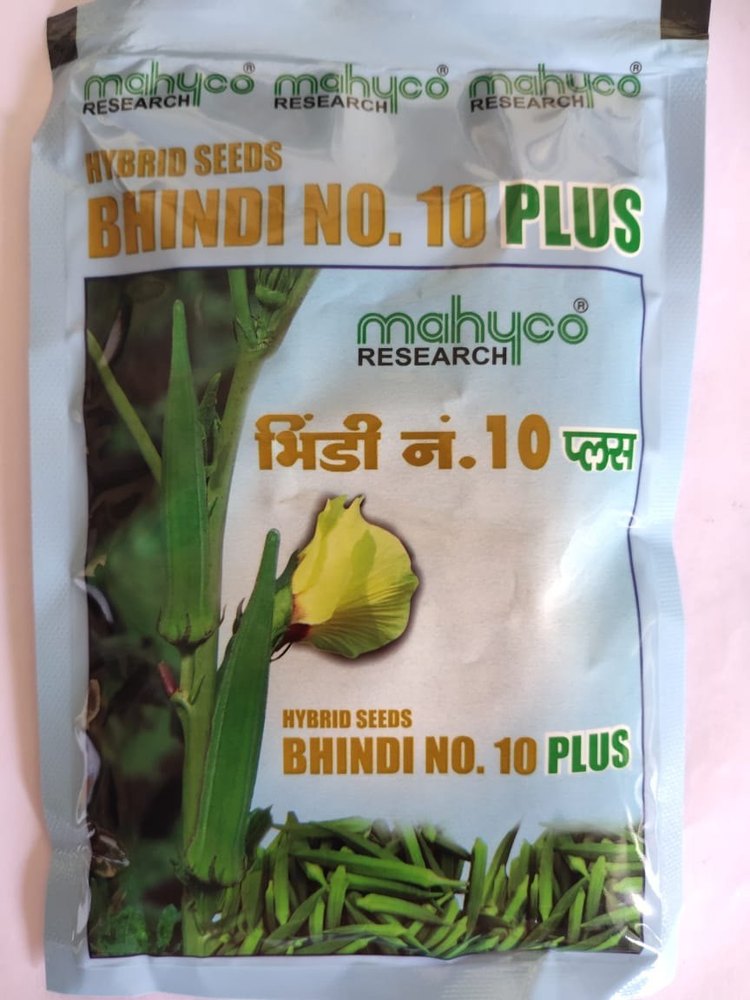 mahyco® mahyco® mahyco®
RESEARCH RESEARCH RESEARCH
HYBRID SEEDS
BHINDI NO. 10 PLUS
mahyco®
RESEARCH
भिंडी नं. 10 प्लस
HYBRID SEEDS
BHINDI NO. 10 PLUS